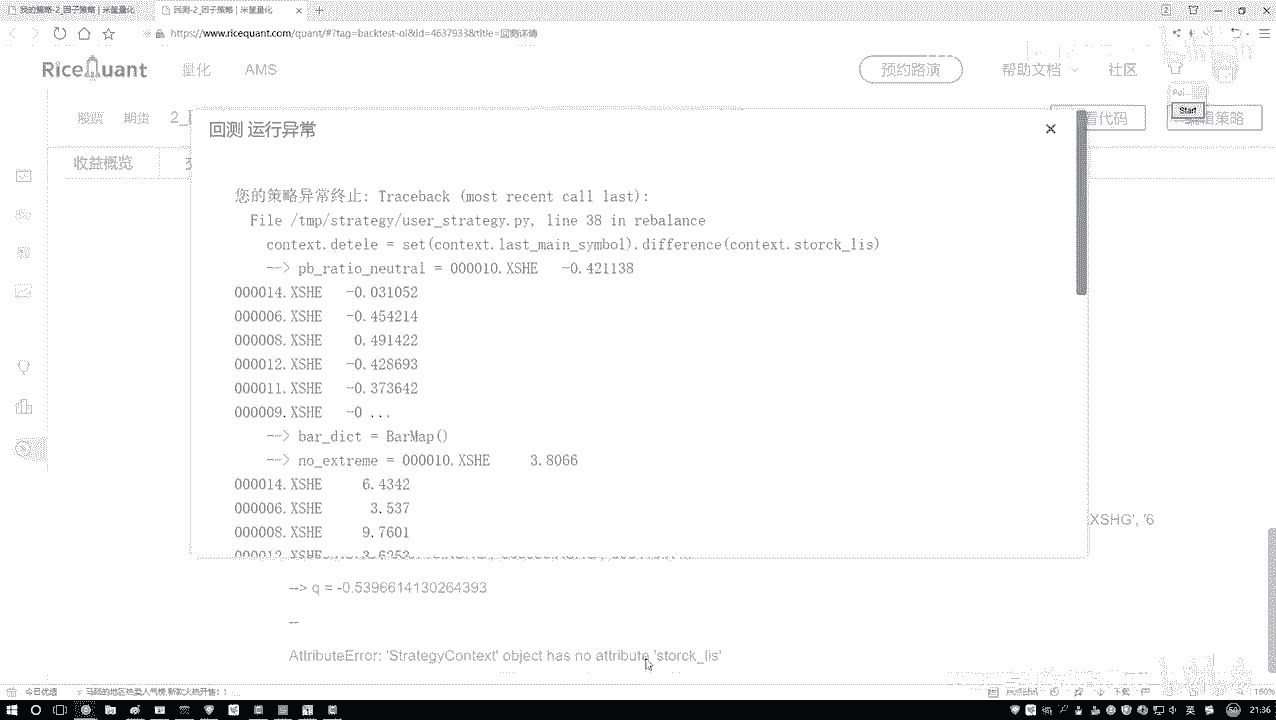 我的策略-2_因子策略 | 米筐量化
回测-2_因子策略 | 米筐量化
https://www.ricequant.com/quant/#?tag=backtest-ol&id=4637933&title=回测详情
RiceQuant 量化 AMS 预约路演 帮助文档 社区
Poi...
Start
股票 期货 2_
看代码 编辑策略
收益概览
回测 运行异常
您的策略异常终止: Traceback (most recent call last):
File /tmp/strategy/user_strategy.py, line 38 in rebalance
context.detele = set(context.last_main_symbol).difference(context.storck_lis)
--> pb_ratio_neutral = 000010.XSHE -0.421138
000014.XSHE -0.031052
000006.XSHE -0.454214
000008.XSHE 0.491422
000012.XSHE -0.428693
000011.XSHE -0.373642
000009.XSHE -0 ...
--> bar_dict = BarMap()
--> no_extreme = 000010.XSHE 3.8066
000014.XSHE 6.4342
000006.XSHE 3.537
000008.XSHE 9.7601
XSHG', '6
--> q = -0.5396614130264393
--
AttributeError: 'StrategyContext' object has no attribute 'storck_lis'
今日优选
下载
160%
英
21:36